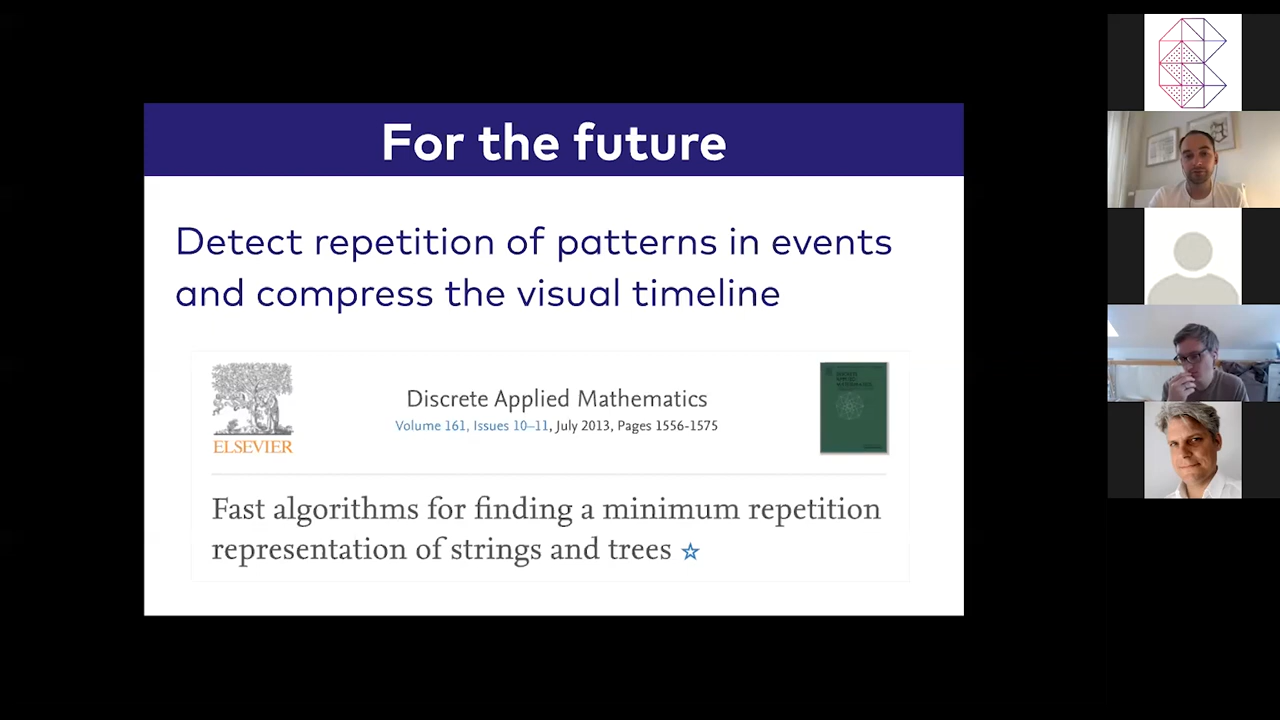 For the future
Detect repetition of patterns in events
and compress the visual timeline
Discrete Applied Mathematics
Volume 161, Issues 10–11, July 2013, Pages 1556-1575
ELSEVIER
Fast algorithms for finding a minimum repetition
representation of strings and trees ☆